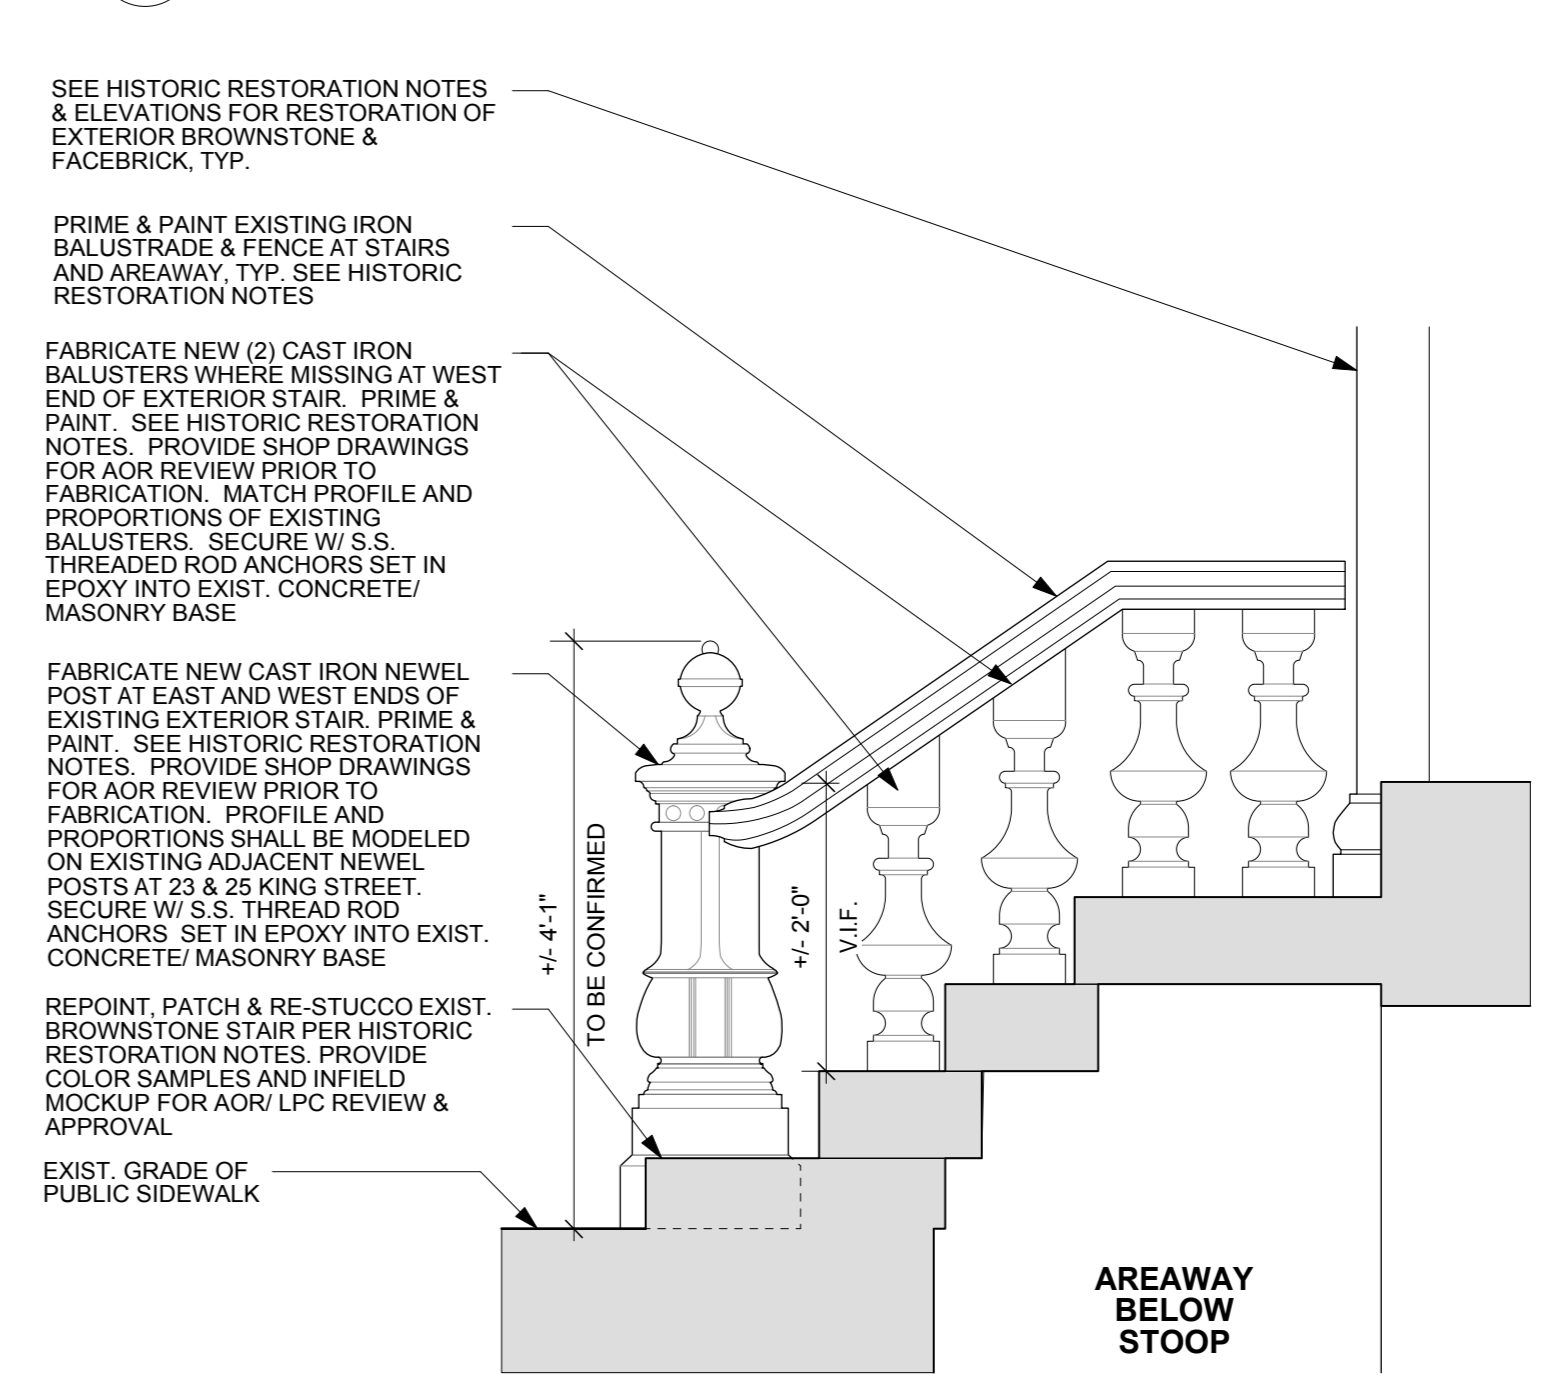 SEE HISTORIC RESTORATION NOTES
& ELEVATIONS FOR RESTORATION OF
EXTERIOR BROWNSTONE &
FACEBRICK, TYP.
PRIME & PAINT EXISTING IRON
BALUSTRADE & FENCE AT STAIRS
AND AREAWAY, TYP. SEE HISTORIC
RESTORATION NOTES
FABRICATE NEW (2) CAST IRON
BALUSTERS WHERE MISSING AT WEST
END OF EXTERIOR STAIR. PRIME &
PAINT. SEE HISTORIC RESTORATION
NOTES. PROVIDE SHOP DRAWINGS
FOR AOR REVIEW PRIOR TO
FABRICATION. MATCH PROFILE AND
PROPORTIONS OF EXISTING
BALUSTERS. SECURE W/ S.S.
THREADED ROD ANCHORS SET IN
EPOXY INTO EXIST. CONCRETE/
MASONRY BASE
FABRICATE NEW CAST IRON NEWEL
POST AT EAST AND WEST ENDS OF
EXISTING EXTERIOR STAIR. PRIME &
PAINT. SEE HISTORIC RESTORATION
NOTES. PROVIDE SHOP DRAWINGS
FOR AOR REVIEW PRIOR TO
FABRICATION. PROFILE AND
PROPORTIONS SHALL BE MODELED
ON EXISTING ADJACENT NEWEL
POSTS AT 23 & 25 KING STREET.
SECURE W/ S.S. THREAD ROD
ANCHORS SET IN EPOXY INTO EXIST.
CONCRETE/ MASONRY BASE
REPOINT, PATCH & RE-STUCCO EXIST.
BROWNSTONE STAIR PER HISTORIC
RESTORATION NOTES. PROVIDE
COLOR SAMPLES AND INFIELD
MOCKUP FOR AOR/ LPC REVIEW &
APPROVAL
EXIST. GRADE OF
PUBLIC SIDEWALK
+/- 4'-1"
TO BE CONFIRMED
+/- 2'-0"
V.I.F.
AREAWAY
BELOW
STOOP